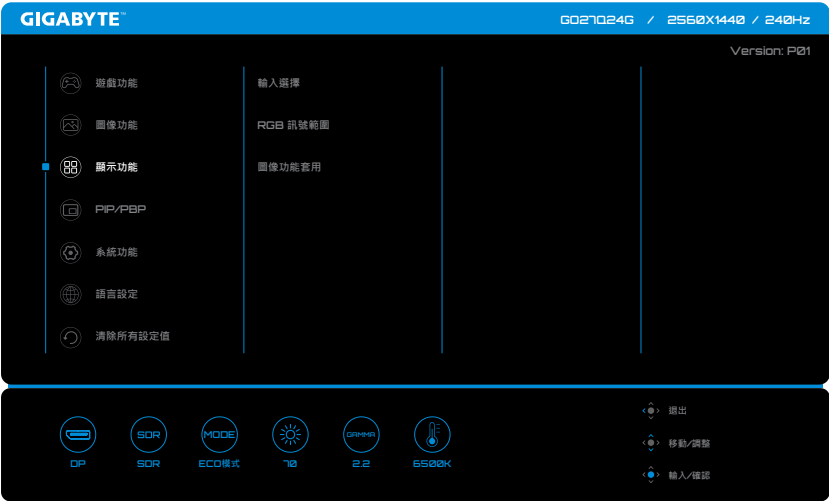 GIGABYTE™ GO27Q24G / 2560X1440 / 240Hz
Version: P01
遊戲功能 輸入選擇
圖像功能 RGB 訊號範圍
顯示功能 圖像功能套用
PIP/PBP
系統功能
語言設定
清除所有設定值
SDR MODE GAMMA
DP SDR ECO模式 70 2.2 6500K
退出
移動/調整
輸入/確認